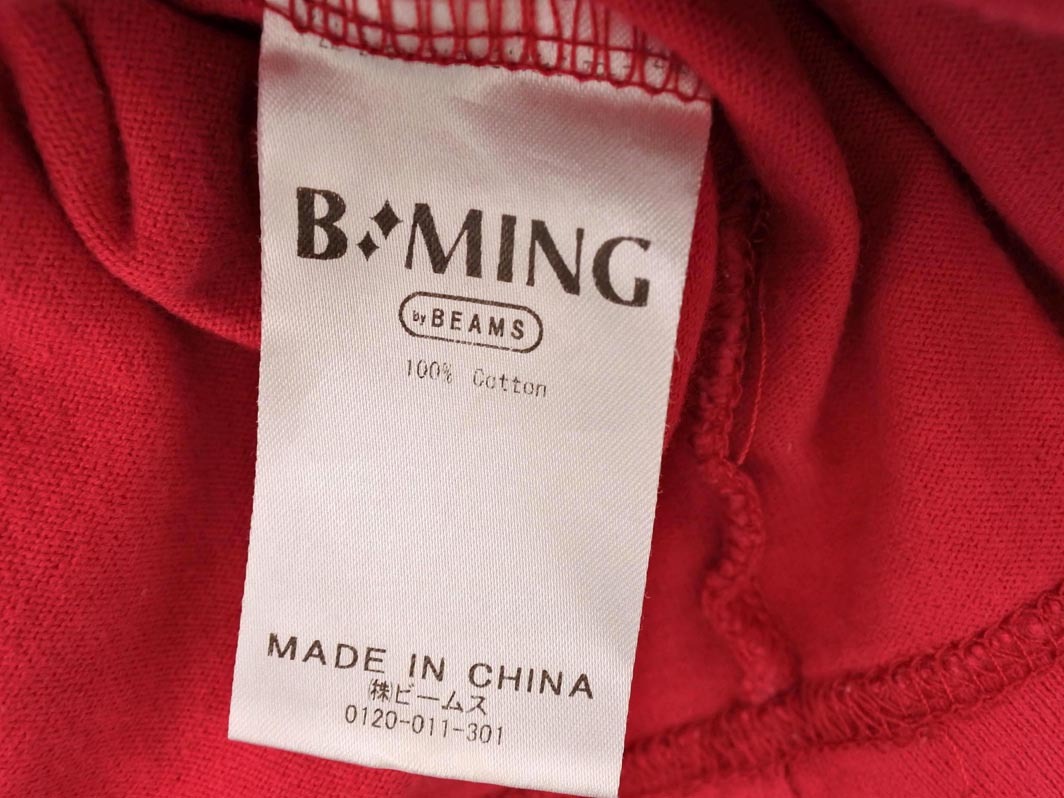 B MING
by BEAMS
100% Cotton
MADE IN CHINA
㈱ビームス
0120-011-301